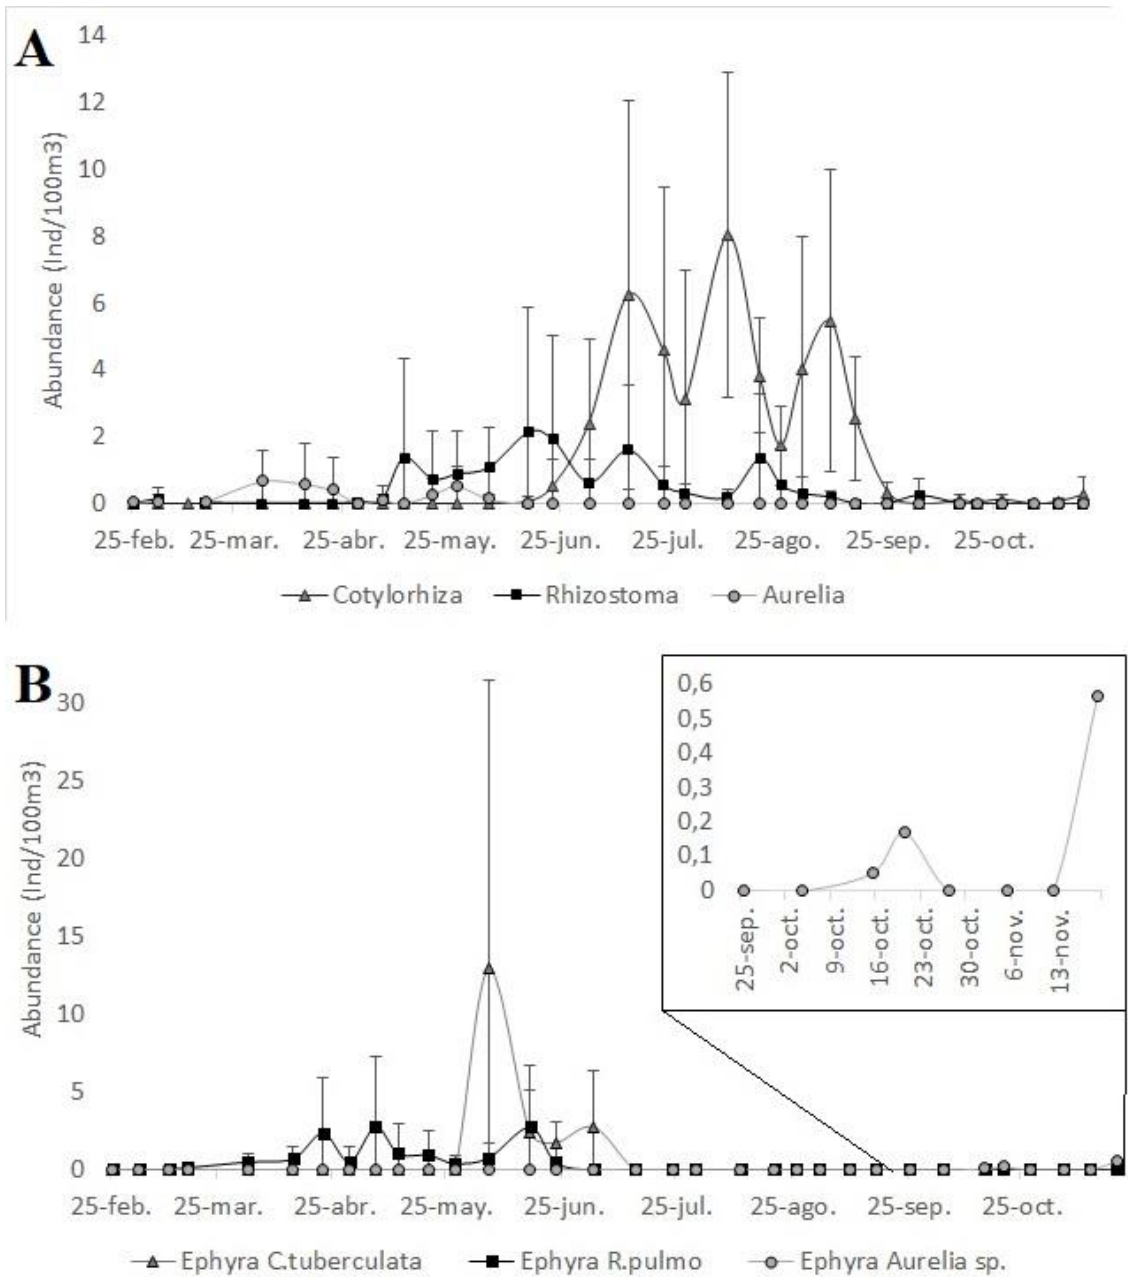 A
14
12
10
8
6
4
2
0
Abundance (Ind/100m3)
25-feb. 25-mar. 25-abr. 25-may. 25-jun. 25-jul. 25-ago. 25-sep. 25-oct.
Cotylorhiza Rhizostoma Aurelia
B
30
25
20
15
10
5
0
Abundance (Ind/100m3)
0,6
0,5
0,4
0,3
0,2
0,1
0
25-sep.
2-oct.
9-oct.
16-oct.
23-oct.
30-oct.
6-nov.
13-nov.
25-feb. 25-mar. 25-abr. 25-may. 25-jun. 25-jul. 25-ago. 25-sep. 25-oct.
Ephyra C.tuberculata Ephyra R.pulmo Ephyra Aurelia sp.